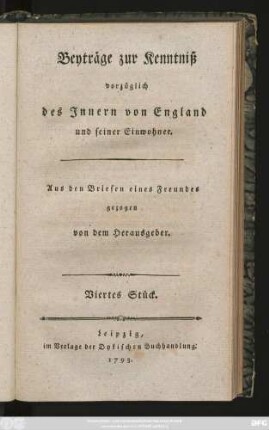 Beyträge zur Kenntniß
vorzüglich
des Innern von England
und seiner Einwohner.
Aus den Briefen eines Freundes
gezogen
von dem Herausgeber.
Viertes Stück.
Leipzig,
im Verlage der Dykischen Buchhandlung:
1795.